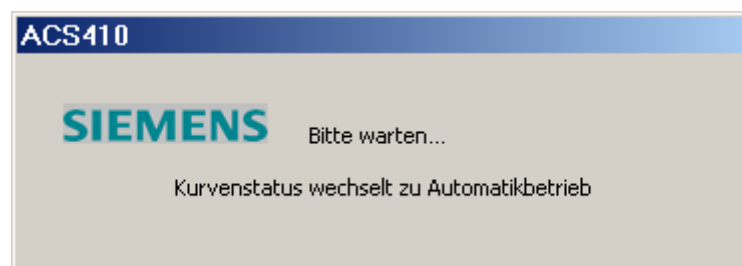 ACS410
SIEMENS Bitte warten...
Kurvenstatus wechselt zu Automatikbetrieb